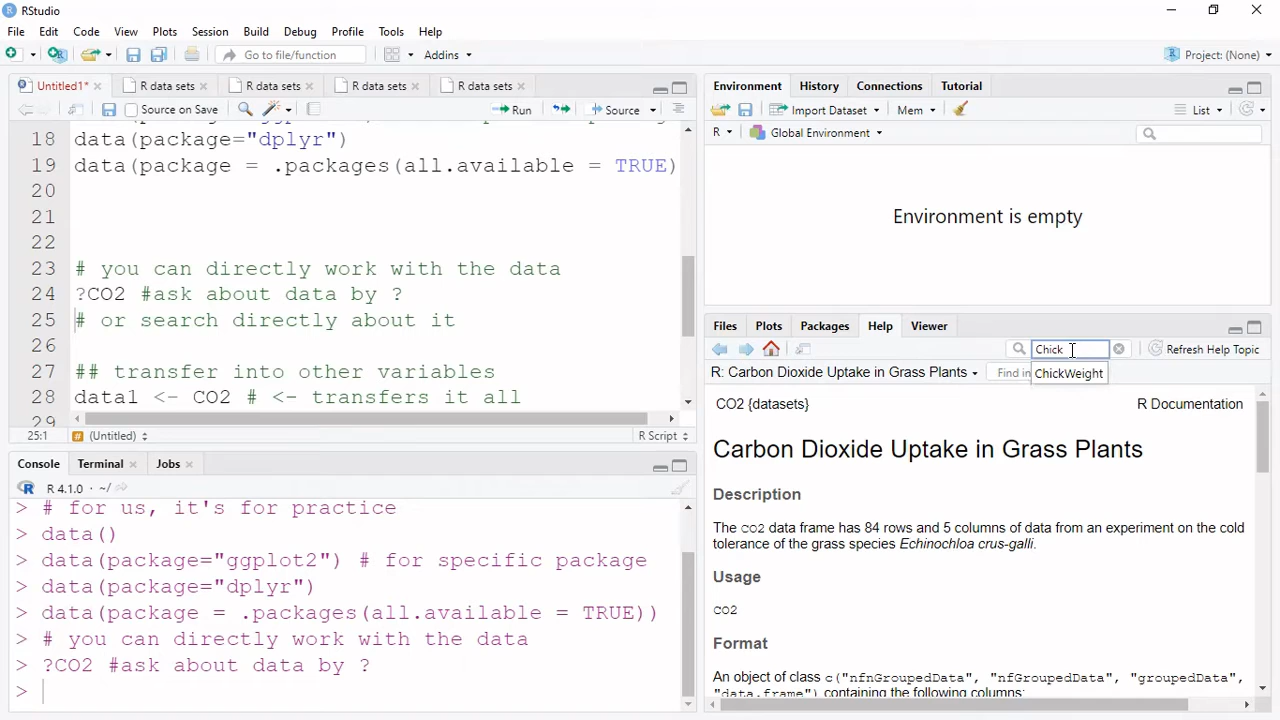 RStudio
File Edit Code View Plots Session Build Debug Profile Tools Help
Go to file/function Addins Project: (None)
Untitled1* R data sets R data sets R data sets R data sets
Source on Save Run Source
18 data(package="dplyr")
19 data(package = .packages(all.available = TRUE)
20
21
22
23 # you can directly work with the data
24 ?CO2 #ask about data by ?
25 # or search directly about it
26
27 ## transfer into other variables
28 data1 <- CO2 # <- transfers it all
29
25:1 (Untitled) R Script
Console Terminal Jobs
R 4.1.0 · ~/
> # for us, it's for practice
> data()
> data(package="ggplot2") # for specific package
> data(package="dplyr")
> data(package = .packages(all.available = TRUE))
> # you can directly work with the data
> ?CO2 #ask about data by ?
>
Environment History Connections Tutorial
Import Dataset Mem List
R Global Environment
Environment is empty
Files Plots Packages Help Viewer
Chick Refresh Help Topic
R: Carbon Dioxide Uptake in Grass Plants Find in
ChickWeight
CO2 {datasets} R Documentation
Carbon Dioxide Uptake in Grass Plants
Description
The CO2 data frame has 84 rows and 5 columns of data from an experiment on the cold
tolerance of the grass species Echinochloa crus-galli.
Usage
CO2
Format
An object of class c("nfnGroupedData", "nfGroupedData", "groupedData",
"data.frame") containing the following columns: